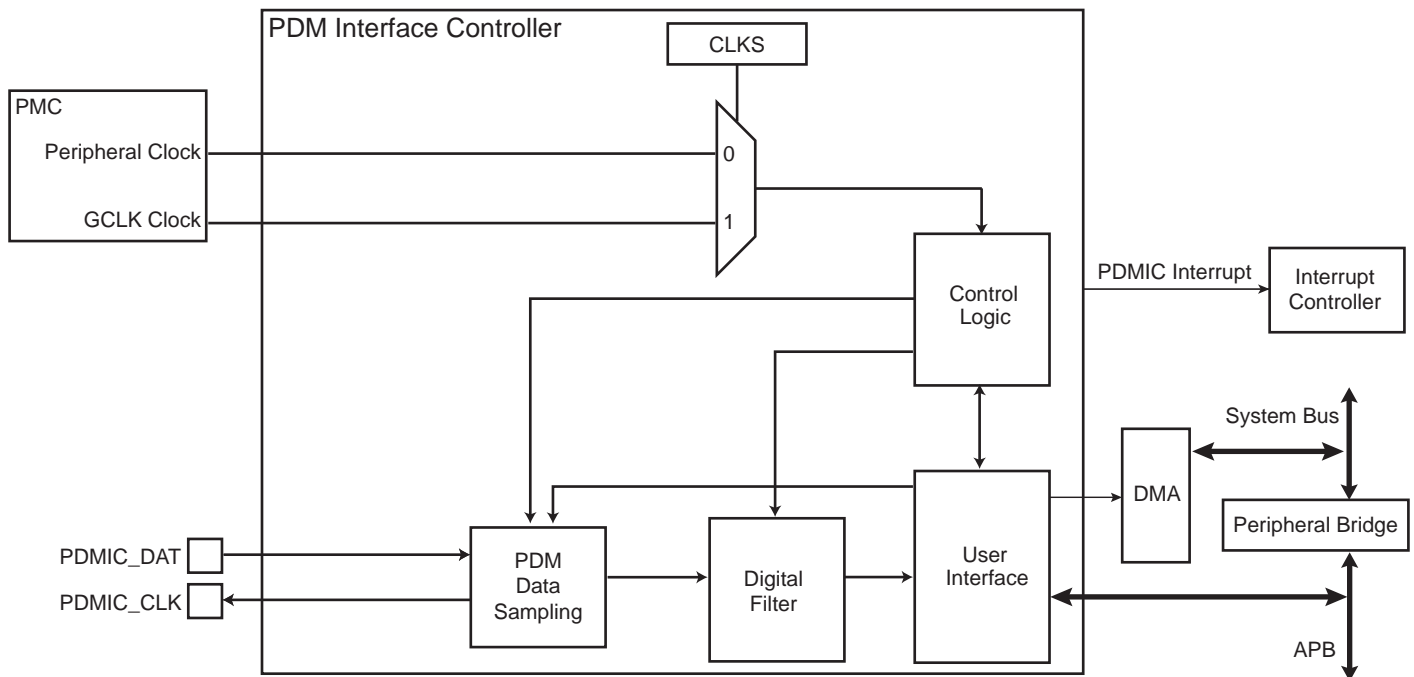 PDM Interface Controller
CLKS
PMC
Peripheral Clock
0
GCLK Clock
1
Control
Logic
PDMIC Interrupt
Interrupt
Controller
System Bus
DMA
Peripheral Bridge
PDMIC_DAT
PDMIC_CLK
PDM
Data
Sampling
Digital
Filter
User
Interface
APB